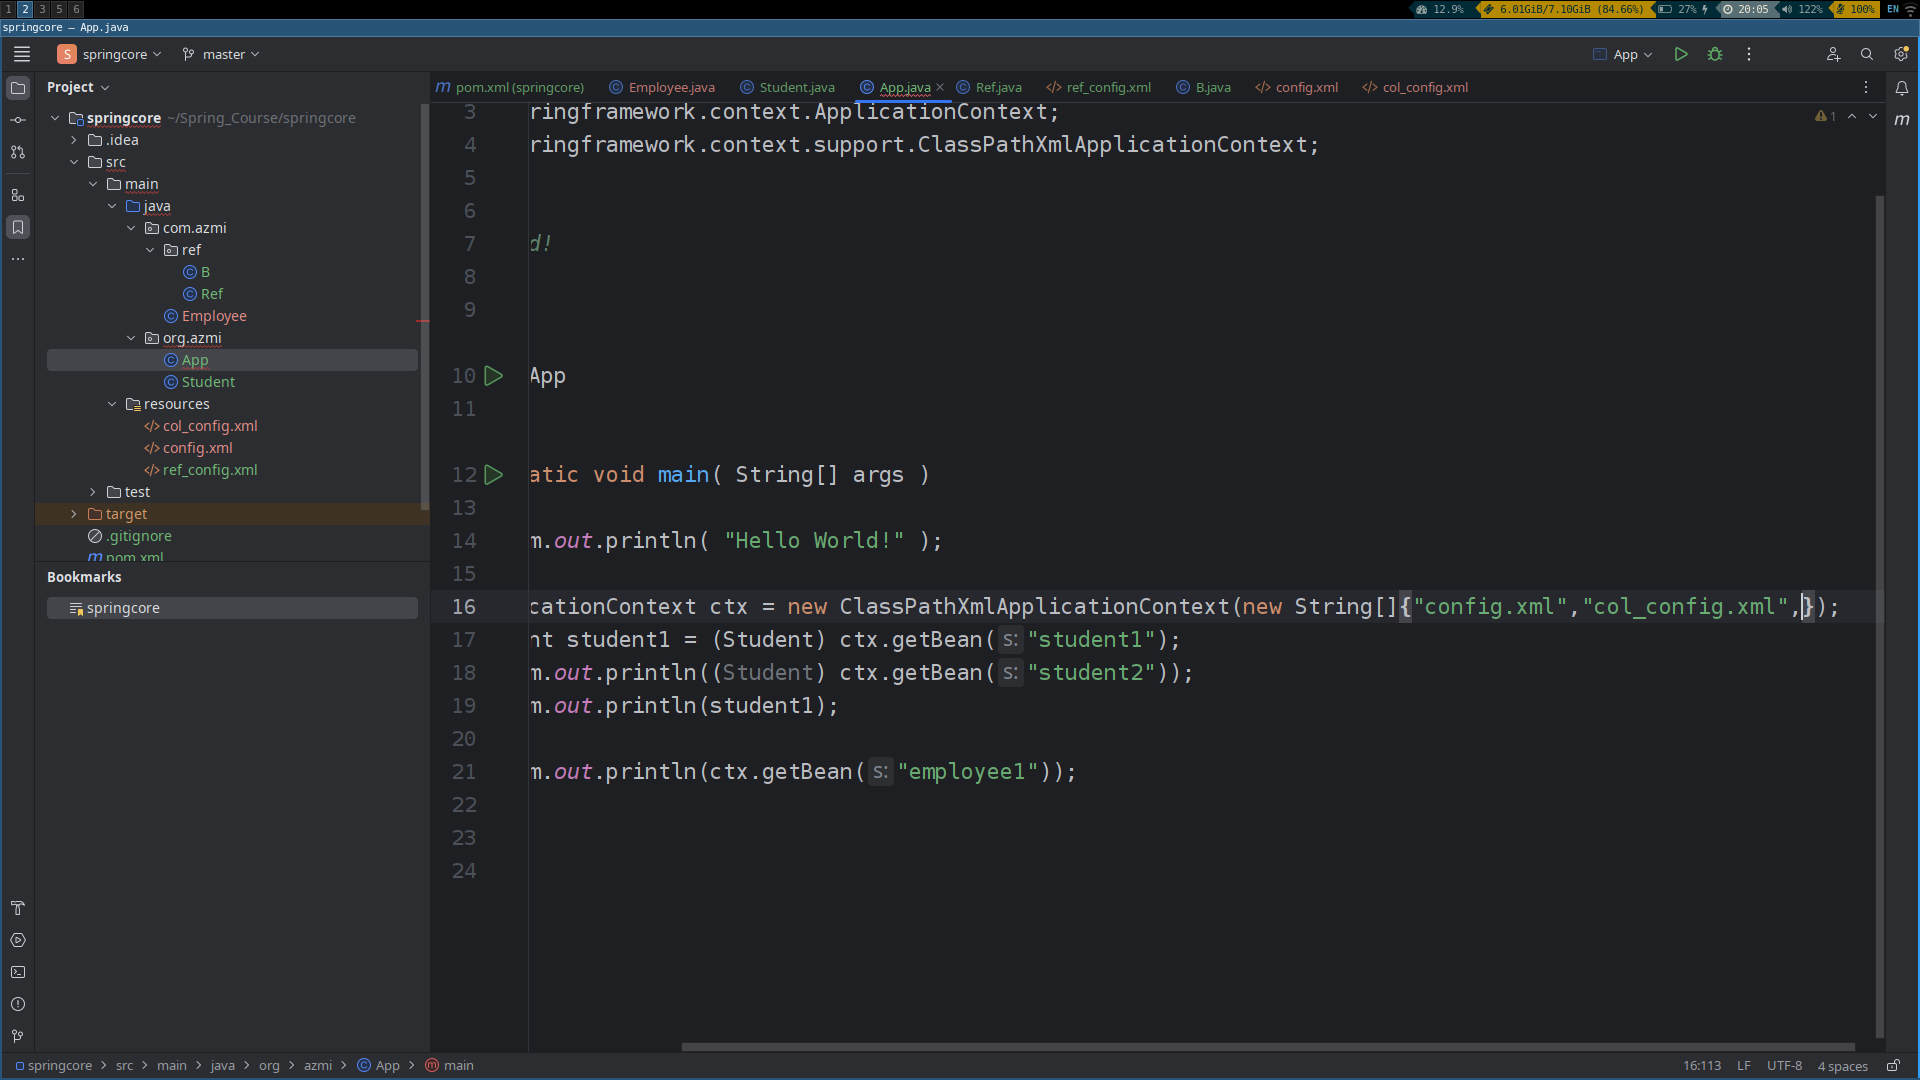 1 2 3 5 6
12.9% 6.01GiB/7.10GiB (84.66%) 27% 20:05 122% 100% EN
springcore – App.java
S springcore master App
Project
m pom.xml (springcore) Employee.java Student.java App.java Ref.java ref_config.xml B.java config.xml col_config.xml
springcore ~/Spring_Course/springcore
.idea
src
main
java
com.azmi
ref
B
Ref
Employee
org.azmi
App
Student
resources
col_config.xml
config.xml
ref_config.xml
test
target
.gitignore
m pom.xml
Bookmarks
springcore
3 ringframework.context.ApplicationContext;
1
4 ringframework.context.support.ClassPathXmlApplicationContext;
5
6
7 d!
8
9
10 App
11
12 atic void main( String[] args )
13
14 m.out.println( "Hello World!" );
15
16 cationContext ctx = new ClassPathXmlApplicationContext(new String[]{"config.xml","col_config.xml",});
17 nt student1 = (Student) ctx.getBean( s: "student1");
18 m.out.println((Student) ctx.getBean( s: "student2"));
19 m.out.println(student1);
20
21 m.out.println(ctx.getBean( s: "employee1"));
22
23
24
m
springcore > src > main > java > org > azmi > App > m main
16:113 LF UTF-8 4 spaces